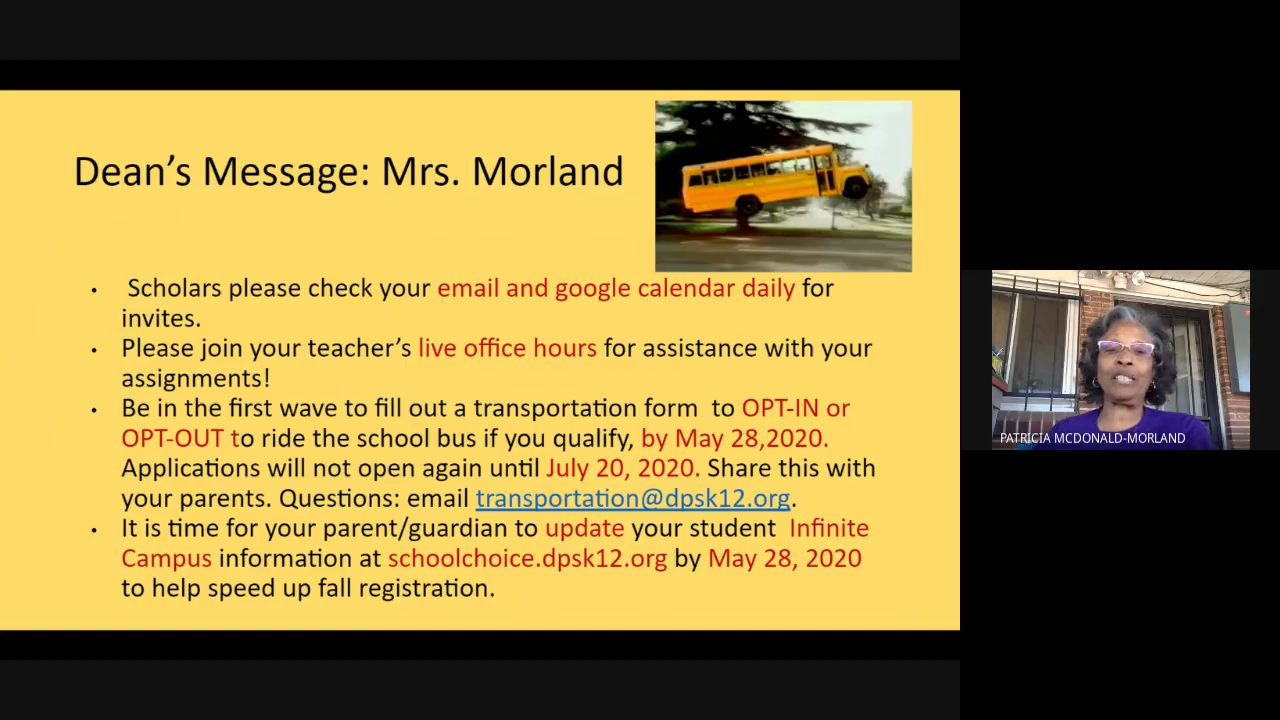 Dean’s Message: Mrs. Morland
• Scholars please check your email and google calendar daily for
invites.
• Please join your teacher’s live office hours for assistance with your
assignments!
• Be in the first wave to fill out a transportation form to OPT-IN or
OPT-OUT to ride the school bus if you qualify, by May 28,2020.
Applications will not open again until July 20, 2020. Share this with
your parents. Questions: email transportation@dpsk12.org.
• It is time for your parent/guardian to update your student Infinite
Campus information at schoolchoice.dpsk12.org by May 28, 2020
to help speed up fall registration.
PATRICIA MCDONALD-MORLAND